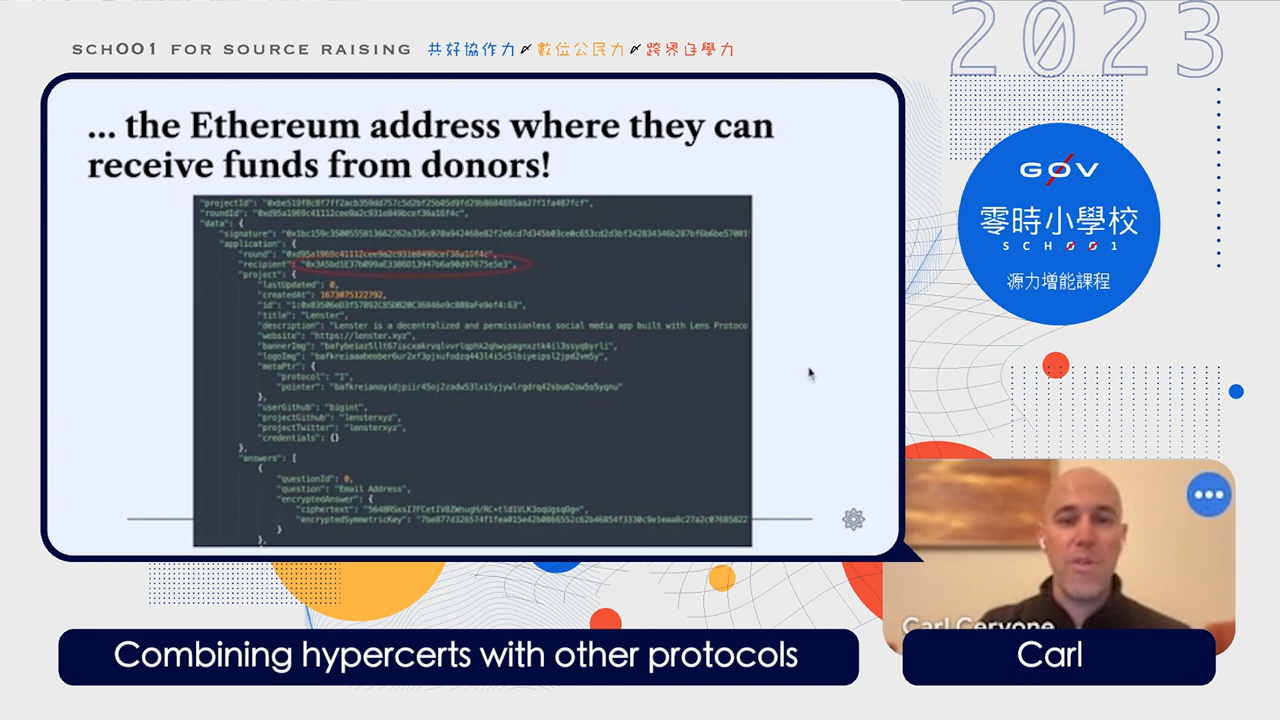 SCH001 FOR SOURCE RAISING 共好協作力 數位公民力 跨界自學力
2023
... the Ethereum address where they can
receive funds from donors!
"roundId": "0xd95a1969c41112cee9a2c931e849bcef36a16f4c",
"data": {
"signature":
"application": {
"round": "0xd95a1969c41112cee9a2c931e849bcef36a16f4c",
"recipient":
"project": {
"lastUpdated": 0,
"createdAt": 1673075122792,
"id":
"title": "Lenster",
"description": "Lenster is a decentralized and permissionless social media app built with Lens Protoco
"website": "https://lenster.xyz",
"bannerImg":
"logoImg":
"metaPtr": {
"protocol": "1",
"pointer":
},
"userGithub": "bigint",
"projectGithub": "lensterxyz",
"projectTwitter": "lensterxyz",
"credentials": {}
},
"answers": [
{
"questionId": 0,
"question": "Email Address",
"encryptedAnswer": {
"ciphertext":
"encryptedSymmetricKey":
}
},
G0V
零時小學校
SCH001
源力增能課程
Carl Cervone
Combining hypercerts with other protocols
Carl